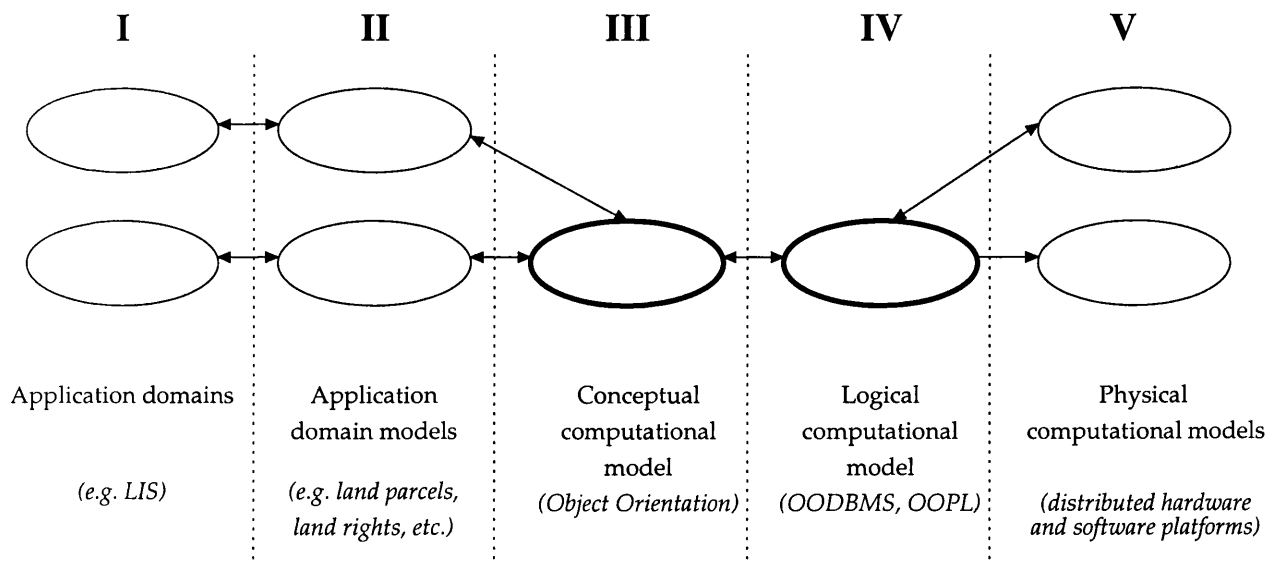 I
II
III
IV
V
Application domains
(e.g. LIS)
Application
domain models
(e.g. land parcels,
land rights, etc.)
Conceptual
computational
model
(Object Orientation)
Logical
computational
model
(OODBMS, OOPL)
Physical
computational models
(distributed hardware
and software platforms)